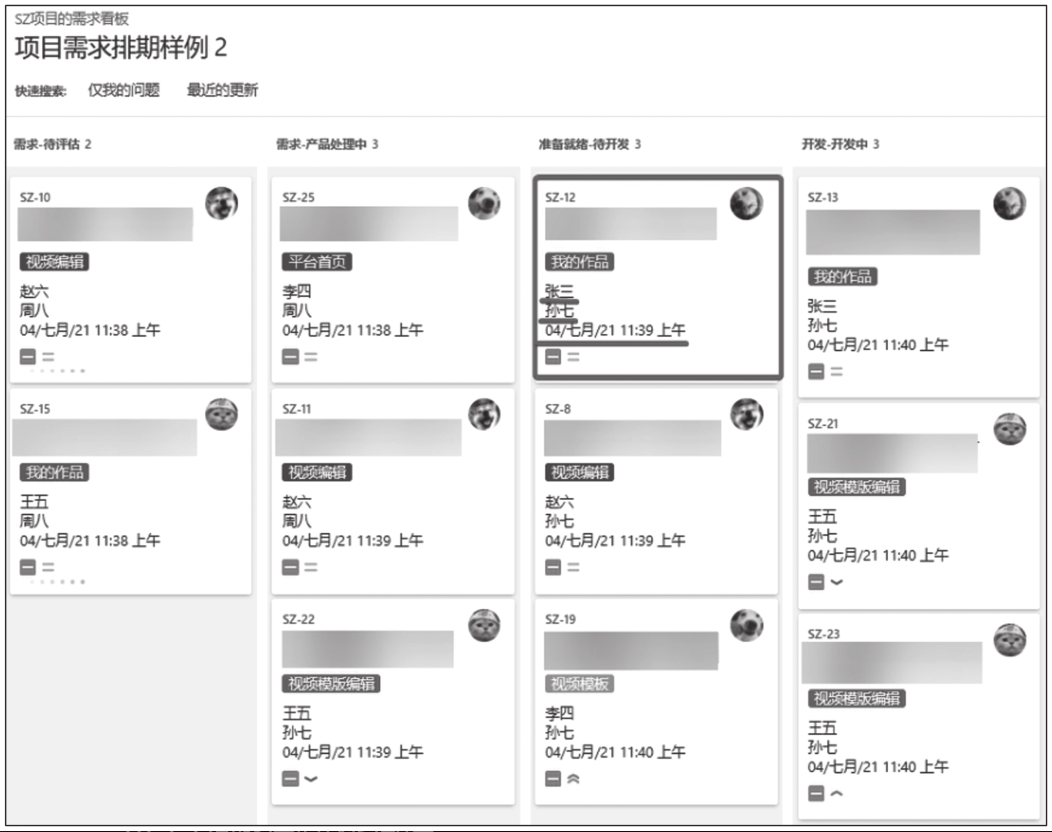 SZ项目的需求看板
项目需求排期样例 2
快速搜索: 仅我的问题 最近的更新
需求-待评估 2
SZ-10
视频编辑
赵六
周八
04/七月/21 11:38 上午
SZ-15
我的作品
王五
周八
04/七月/21 11:38 上午
需求-产品处理中 3
SZ-25
平台首页
李四
周八
04/七月/21 11:38 上午
SZ-11
视频编辑
赵六
周八
04/七月/21 11:39 上午
SZ-22
视频模版编辑
王五
孙七
04/七月/21 11:39 上午
准备就绪-待开发 3
SZ-12
我的作品
张三
孙七
04/七月/21 11:39 上午
SZ-8
视频编辑
赵六
孙七
04/七月/21 11:39 上午
SZ-19
视频模板
李四
孙七
04/七月/21 11:40 上午
开发-开发中 3
SZ-13
我的作品
张三
孙七
04/七月/21 11:40 上午
SZ-21
视频模版编辑
王五
孙七
04/七月/21 11:40 上午
SZ-23
视频模版编辑
王五
孙七
04/七月/21 11:40 上午